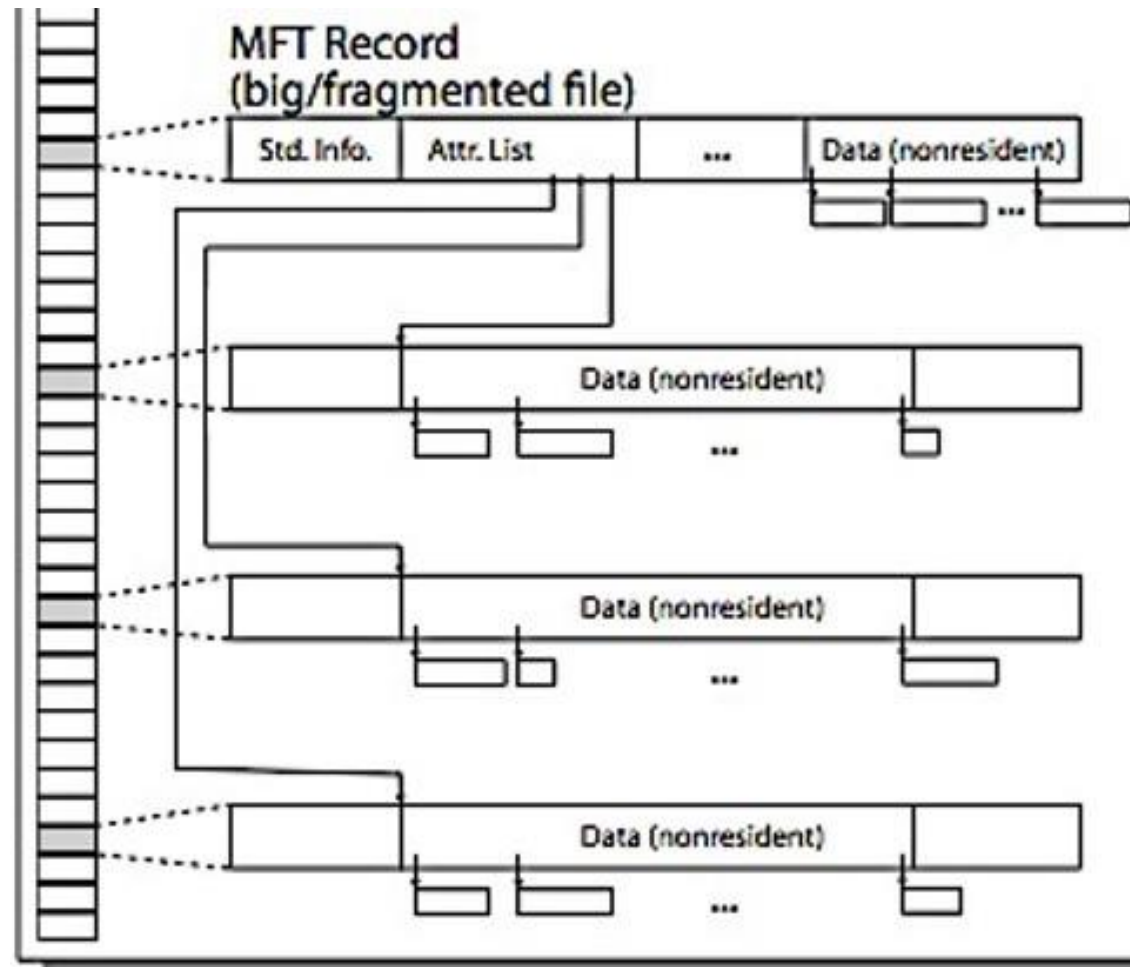 MFT Record
(big/fragmented file)
Std. Info. Attr. List ... Data (nonresident)
...
Data (nonresident)
...
Data (nonresident)
...
Data (nonresident)
...